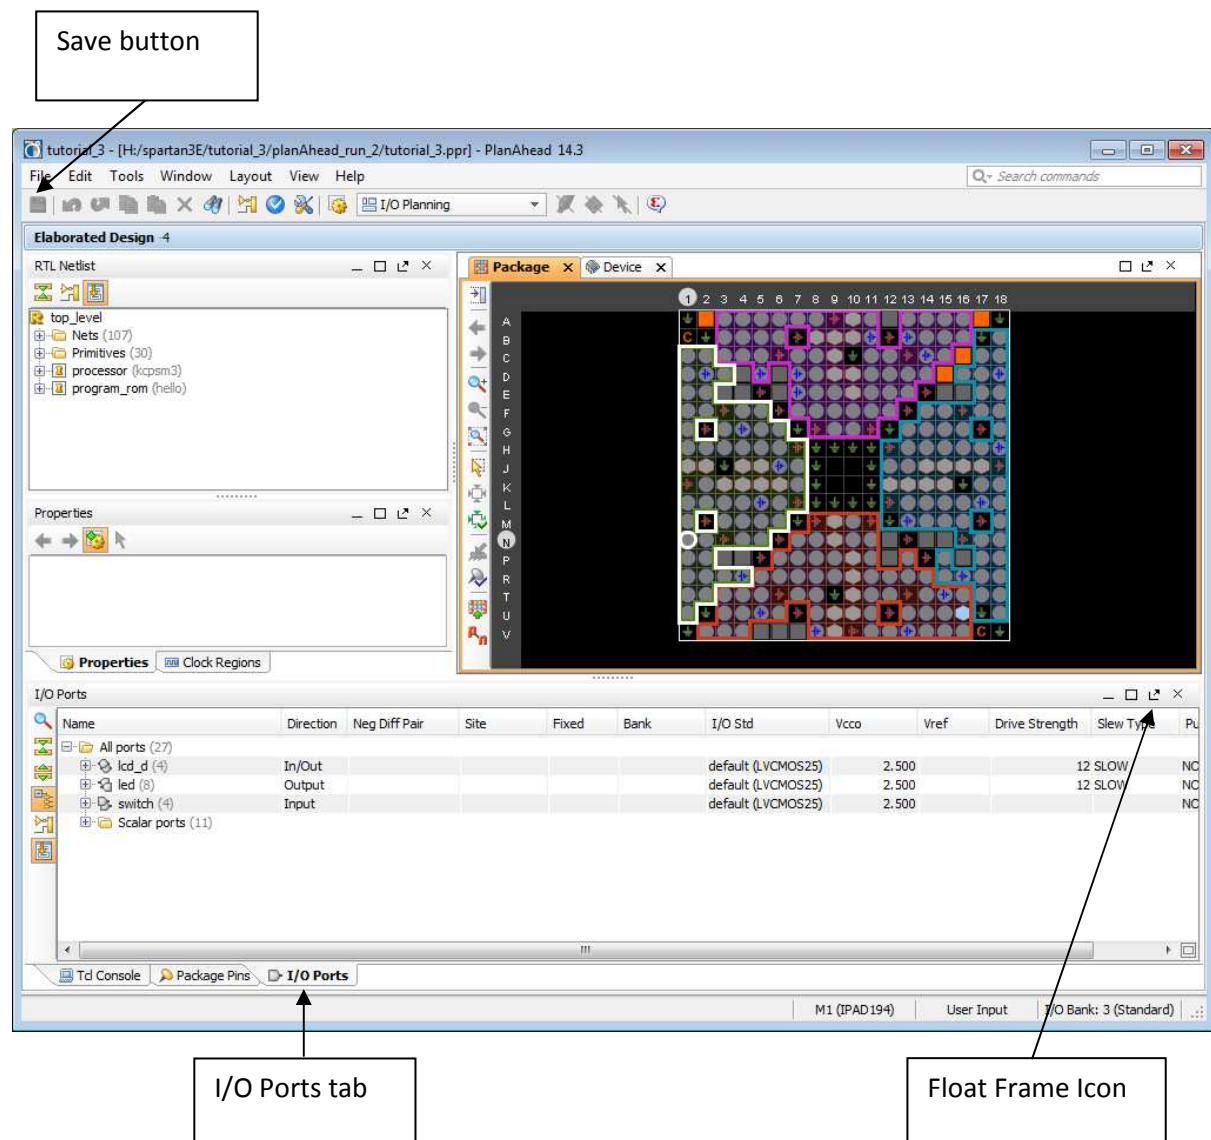 Save button
tutorial_3 - [H:/spartan3E/tutorial_3/planAhead_run_2/tutorial_3.ppr] - PlanAhead 14.3
File Edit Tools Window Layout View Help
Search commands
I/O Planning
Elaborated Design -4
RTL Netlist
top_level
Nets (107)
Primitives (30)
processor (kcpsm3)
program_rom (hello)
Properties
Properties Clock Regions
Package Device
1 2 3 4 5 6 7 8 9 10 11 12 13 14 15 16 17 18
A
B
C
D
E
F
G
H
J
K
L
M
N
P
R
T
U
V
I/O Ports
Name Direction Neg Diff Pair Site Fixed Bank I/O Std Vcco Vref Drive Strength Slew Type Pu
All ports (27)
lcd_d (4) In/Out default (LVCMOS25) 2.500 12 SLOW NO
led (8) Output default (LVCMOS25) 2.500 12 SLOW NO
switch (4) Input default (LVCMOS25) 2.500 NO
Scalar ports (11)
Tcl Console Package Pins I/O Ports
M1 (IPAD194) User Input I/O Bank: 3 (Standard)
I/O Ports tab
Float Frame Icon